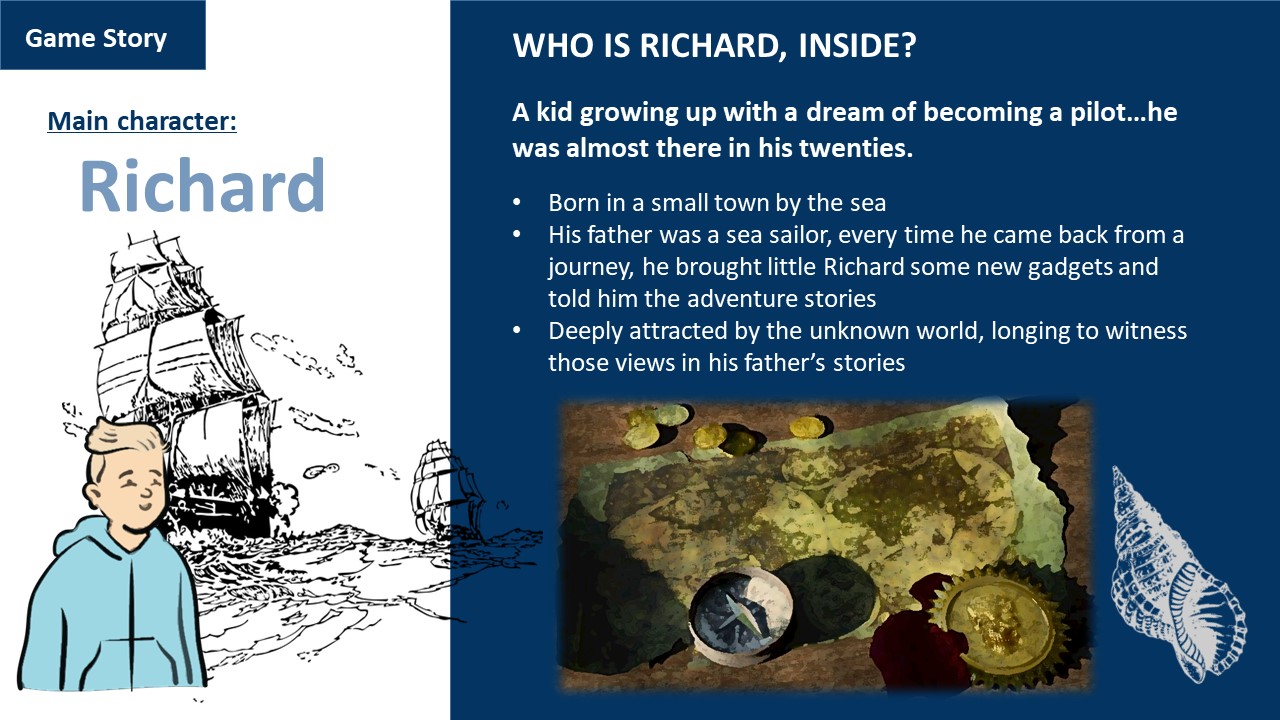 Game Story
Main character:
Richard
WHO IS RICHARD, INSIDE?
A kid growing up with a dream of becoming a pilot…he
was almost there in his twenties.
• Born in a small town by the sea
• His father was a sea sailor, every time he came back from a
journey, he brought little Richard some new gadgets and
told him the adventure stories
• Deeply attracted by the unknown world, longing to witness
those views in his father’s stories